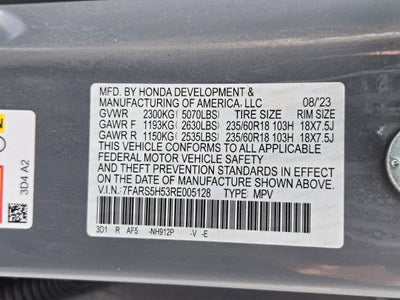 MFD. BY HONDA DEVELOPMENT &
MANUFACTURING OF AMERICA, LLC 08/'23
GVWR 2300KG (5070LBS) TIRE SIZE RIM SIZE
GAWR F 1193KG (2630LBS) 235/60R18 103H 18X7.5J
GAWR R 1150KG (2535LBS) 235/60R18 103H 18X7.5J
THIS VEHICLE CONFORMS TO ALL APPLICABLE
FEDERAL MOTOR VEHICLE SAFETY, BUMPER,
AND THEFT PREVENTION STANDARDS IN EFFECT
ON THE DATE OF MANUFACTURE SHOWN ABOVE.
V.I.N.: 7FARS5H53RE005128 TYPE: MPV
3D1 R AF5 -NH912P -V -E
3D4 A2